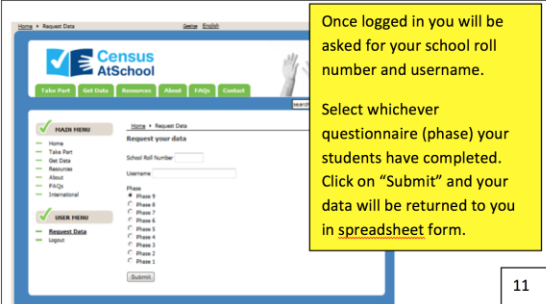 Home • Request Data
Gaeilge English
Census
AtSchool
Take Part Get Data Resources About FAQs Contact
search
MAIN MENU
Home
Take Part
Get Data
Resources
About
FAQs
International
USER MENU
Request Data
Logout
Home • Request Data
Request your data
School Roll Number
Username
Phase
Phase 9
Phase 8
Phase 7
Phase 6
Phase 5
Phase 4
Phase 3
Phase 2
Phase 1
Submit
Once logged in you will be
asked for your school roll
number and username.
Select whichever
questionnaire (phase) your
students have completed.
Click on “Submit” and your
data will be returned to you
in spreadsheet form.
11